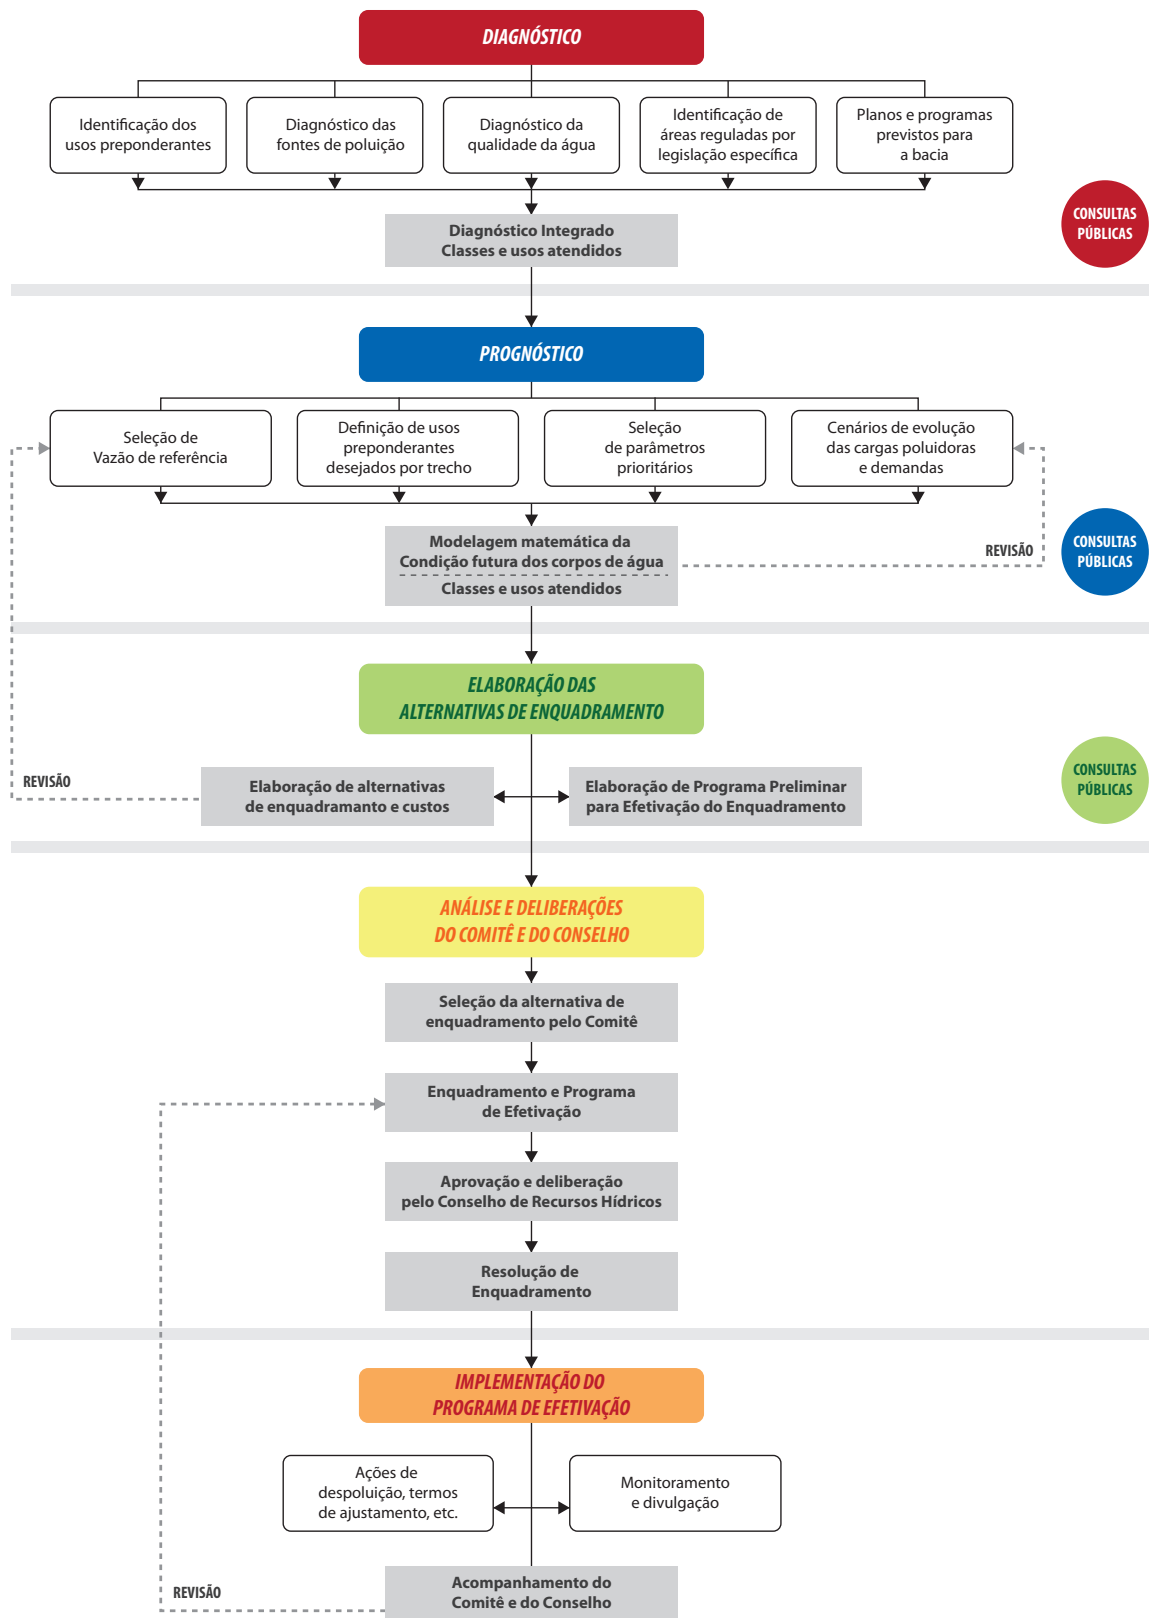 DIAGNÓSTICO
Identificação dos
usos preponderantes
Diagnóstico das
fontes de poluição
Diagnóstico da
qualidade da água
Identificação de
áreas reguladas por
legislação específica
Planos e programas
previstos para
a bacia
CONSULTAS
PÚBLICAS
Diagnóstico Integrado
Classes e usos atendidos
PROGNÓSTICO
Seleção de
Vazão de referência
Definição de usos
preponderantes
desejados por trecho
Seleção
de parâmetros
prioritários
Cenários de evolução
das cargas poluidoras
e demandas
Modelagem matemática da
Condição futura dos corpos de água
Classes e usos atendidos
REVISÃO
CONSULTAS
PÚBLICAS
ELABORAÇÃO DAS
ALTERNATIVAS DE ENQUADRAMENTO
REVISÃO
Elaboração de alternativas
de enquadramanto e custos
Elaboração de Programa Preliminar
para Efetivação do Enquadramento
CONSULTAS
PÚBLICAS
ANÁLISE E DELIBERAÇÕES
DO COMITÊ E DO CONSELHO
Seleção da alternativa de
enquadramento pelo Comitê
Enquadramento e Programa
de Efetivação
Aprovação e deliberação
pelo Conselho de Recursos Hídricos
Resolução de
Enquadramento
IMPLEMENTAÇÃO DO
PROGRAMA DE EFETIVAÇÃO
Ações de
despoluição, termos
de ajustamento, etc.
Monitoramento
e divulgação
REVISÃO
Acompanhamento do
Comitê e do Conselho